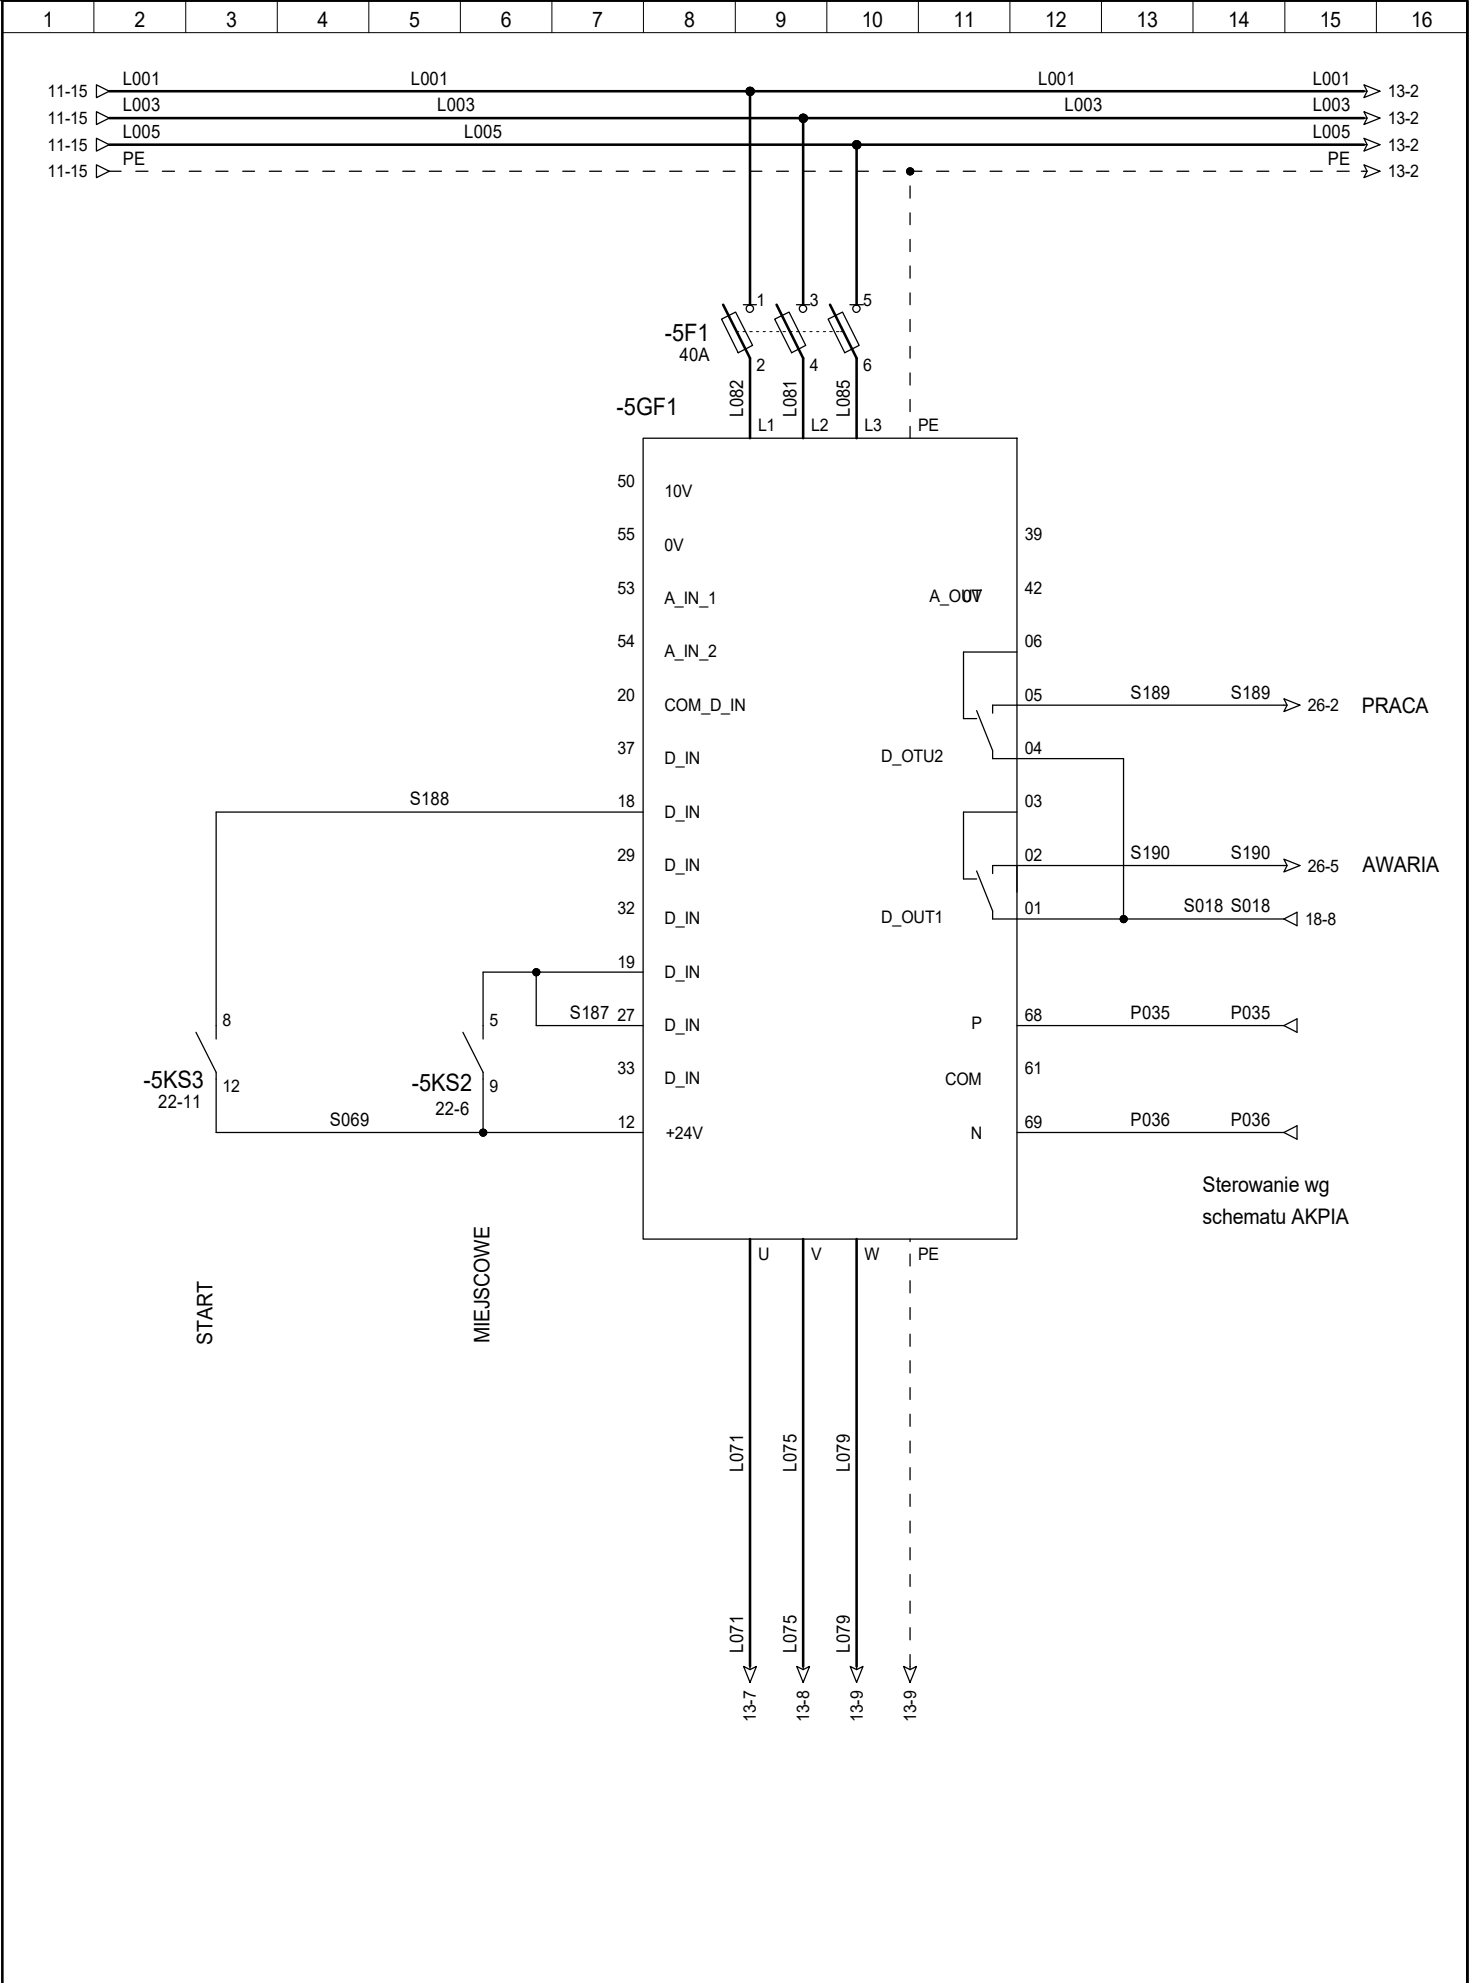 1 2 3 4 5 6 7 8 9 10 11 12 13 14 15 16
L001 L001 L001 L001
11-15 13-2
L003 L003 L003 L003
11-15 13-2
L005 L005 L005
11-15 13-2
PE PE
11-15 13-2
1 3 5
-5F1
40A
2 4 6
L082 L081 L085
-5GF1
L1 L2 L3 PE
50 10V
55 0V 39
53 A_IN_1 A_OUT 0V 42
54 A_IN_2 06
20 COM_D_IN 05 S189 S189 26-2 PRACA
37 D_IN D_OTU2 04
S188 18 D_IN 03
29 D_IN 02 S190 S190 26-5 AWARIA
32 D_IN D_OUT1 01 S018 S018 18-8
19 D_IN
8 5 S187 27 D_IN P 68 P035 P035
-5KS3 12 -5KS2 9 33 D_IN COM 61
22-11 22-6
S069 12 +24V N 69 P036 P036
Sterowanie wg
schematu AKPIA
START MIEJSCOWE
U V W PE
L071 L075 L079
L071 L075 L079
13-7 13-8 13-9 13-9